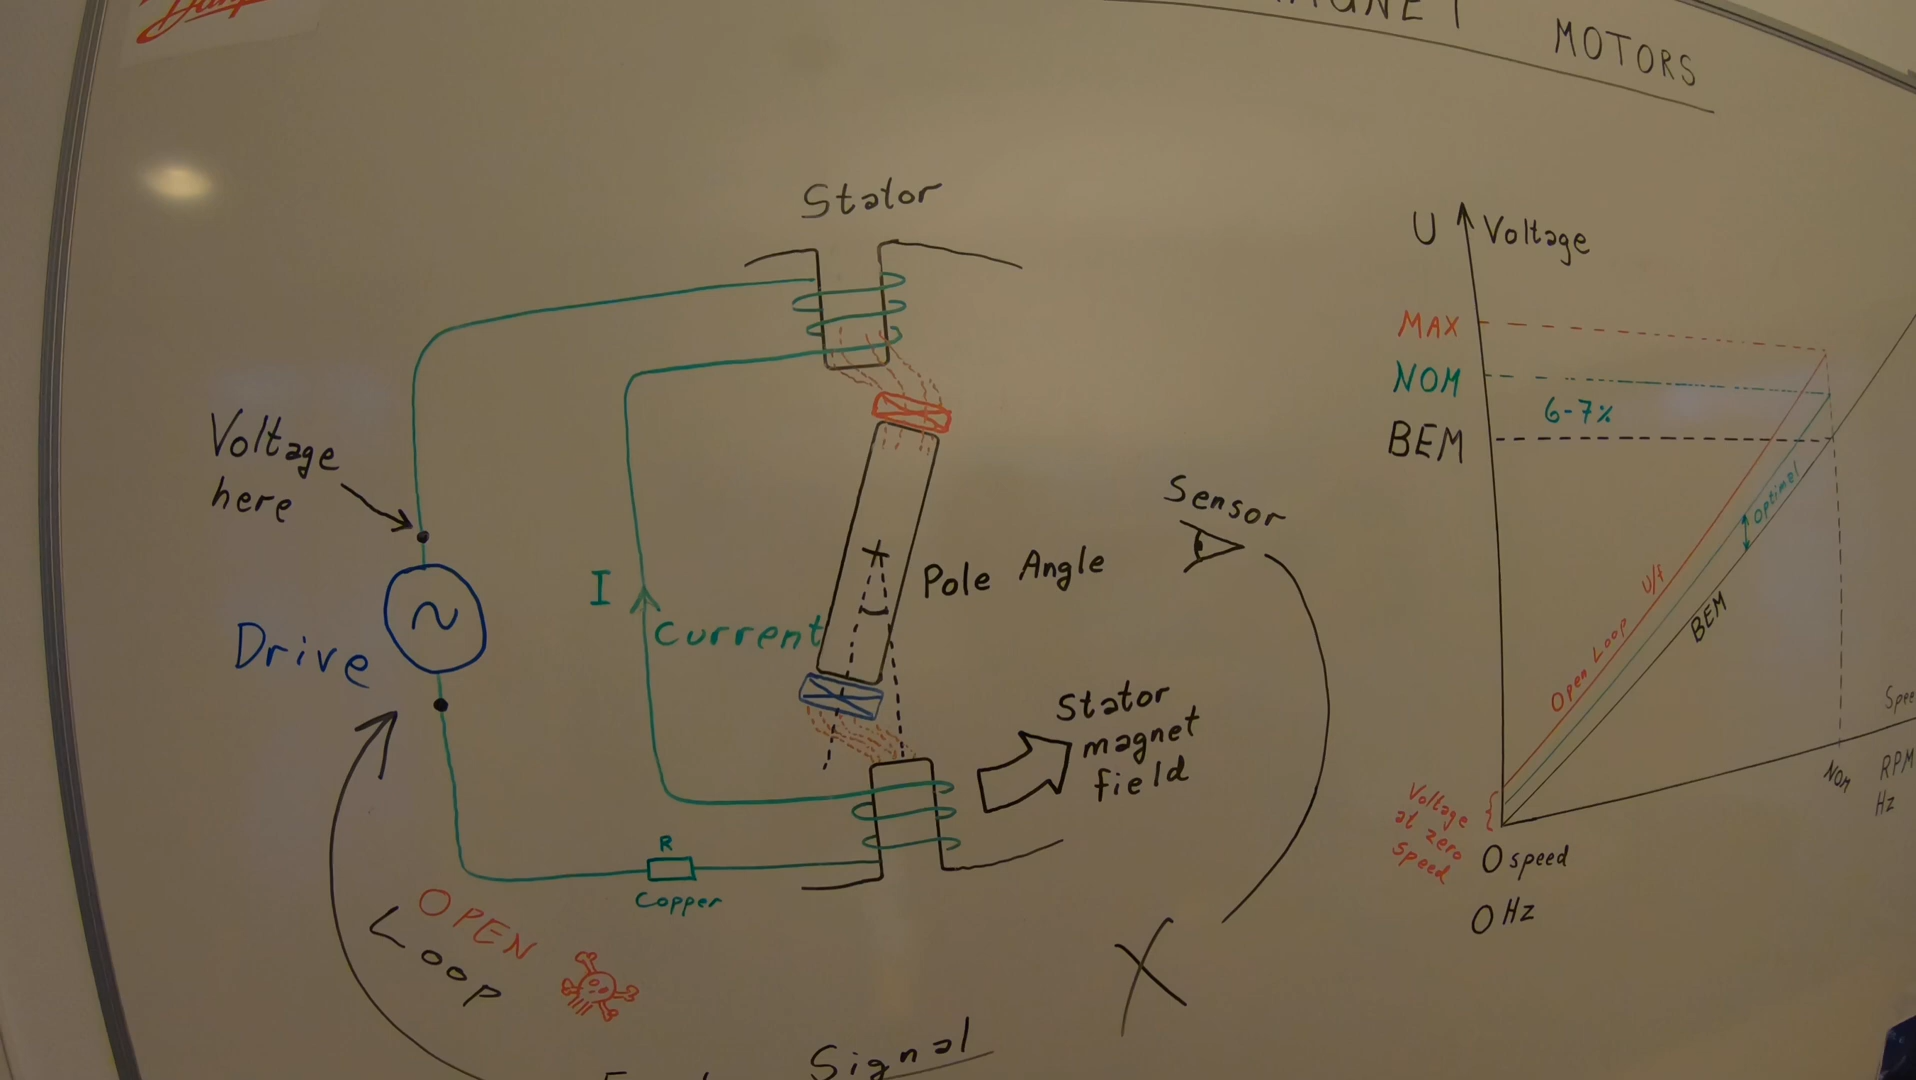 MOTORS
Stator
Voltage
here
Drive
I
Current
Pole Angle
Sensor
Stator
magnet
field
R
Copper
OPEN
Loop
Signal
U
Voltage
MAX
NOM
6-7%
BEM
Optimal
U/f
Open Loop
BEM
NOM
RPM
Hz
Voltage
at zero
speed
0 speed
0 Hz